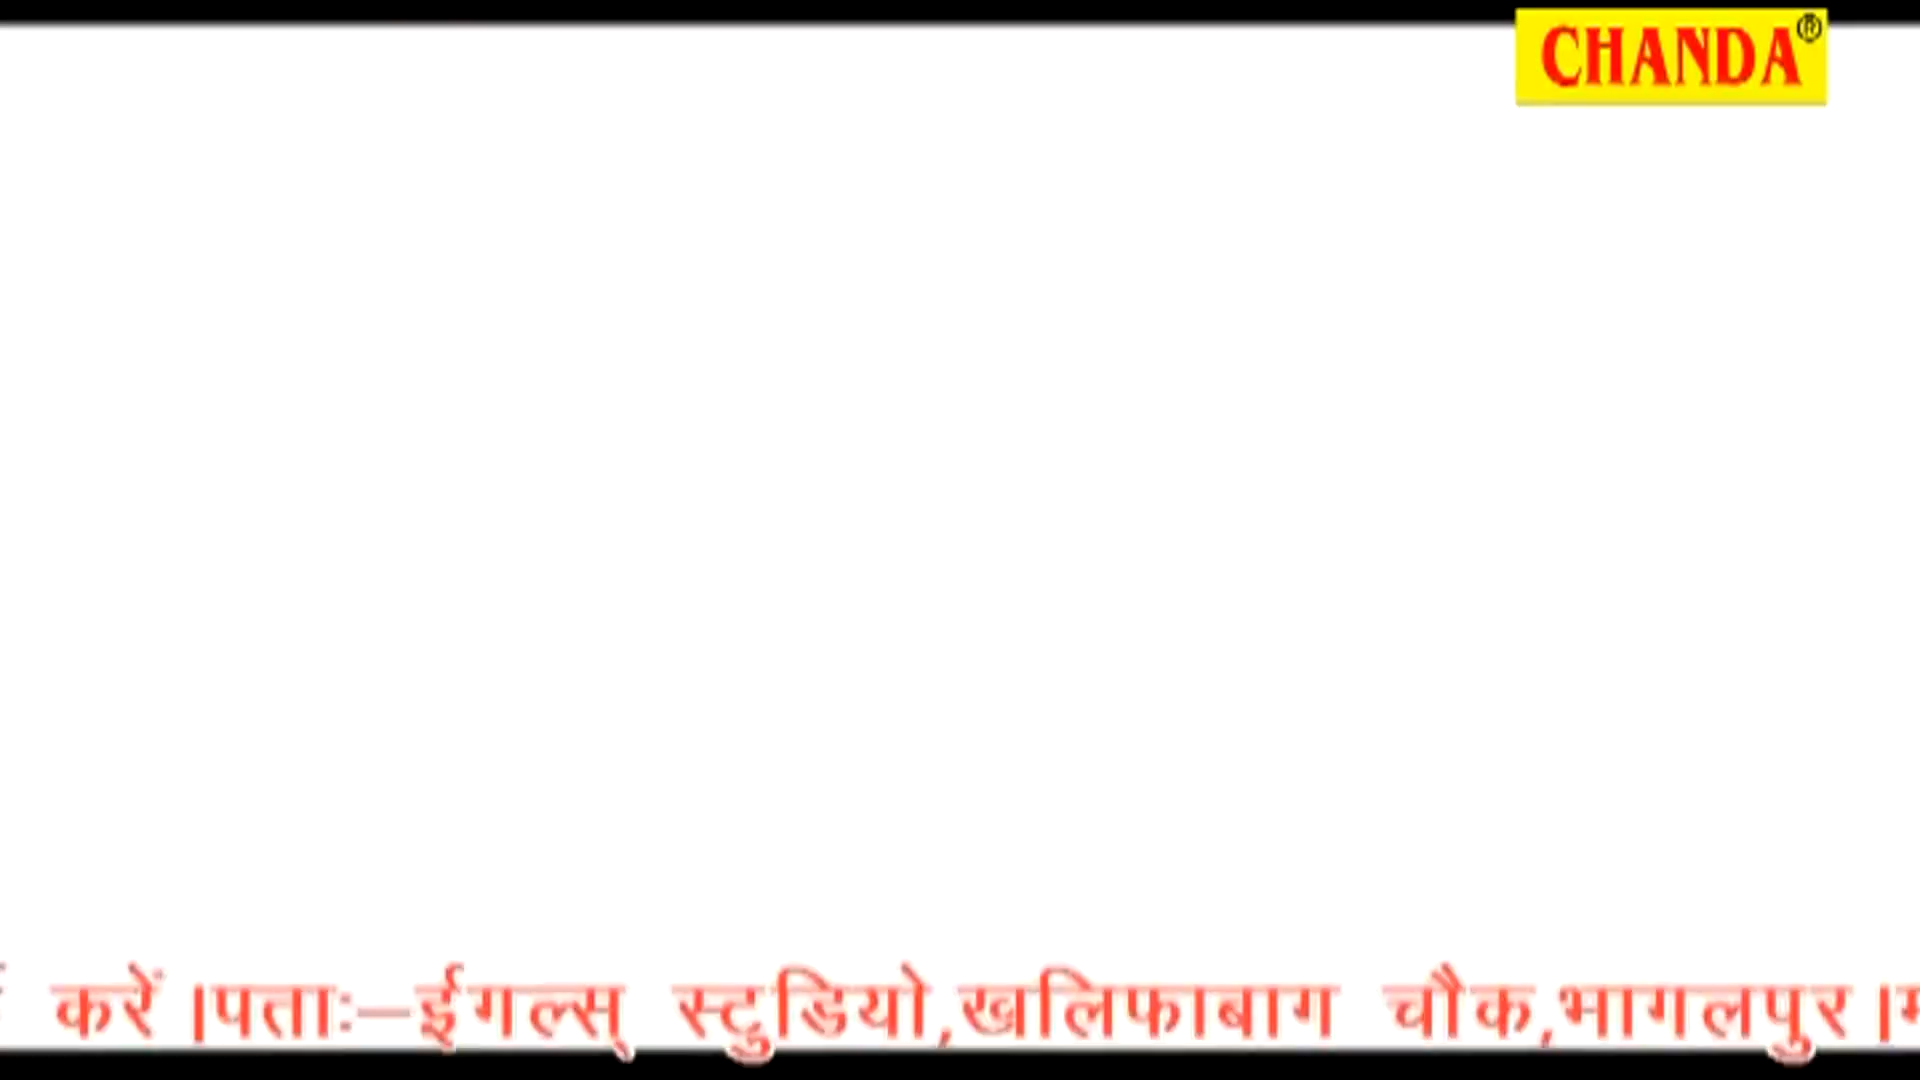 CHANDA®
करें।पताः–ईगल्स् स्टुडियो,खलिफाबाग चौक,भागलपुर।